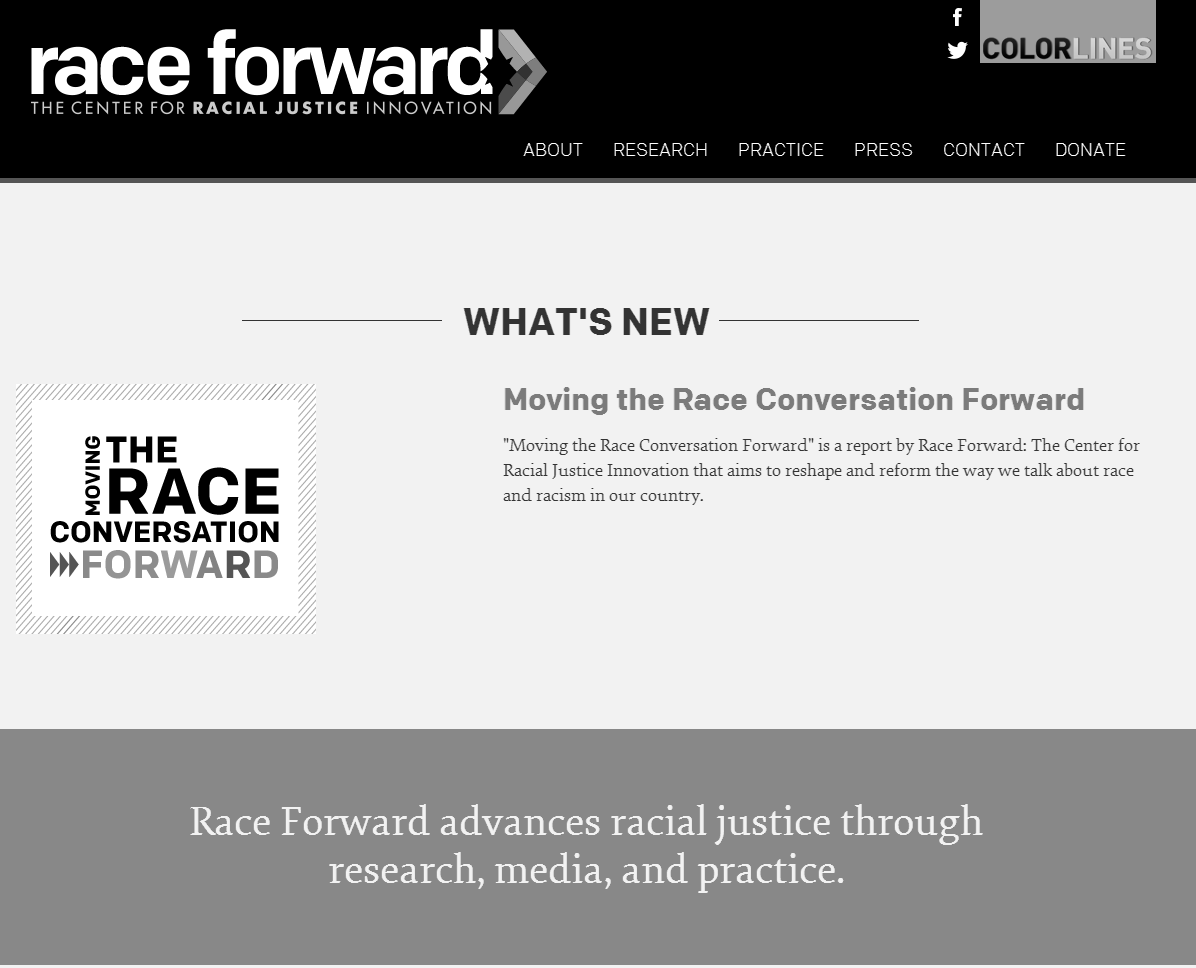 race forward
THE CENTER FOR RACIAL JUSTICE INNOVATION
COLORLINES
ABOUT RESEARCH PRACTICE PRESS CONTACT DONATE
WHAT'S NEW
MOVING
THE
RACE
CONVERSATION
FORWARD
Moving the Race Conversation Forward
"Moving the Race Conversation Forward" is a report by Race Forward: The Center for
Racial Justice Innovation that aims to reshape and reform the way we talk about race
and racism in our country.
Race Forward advances racial justice through
research, media, and practice.